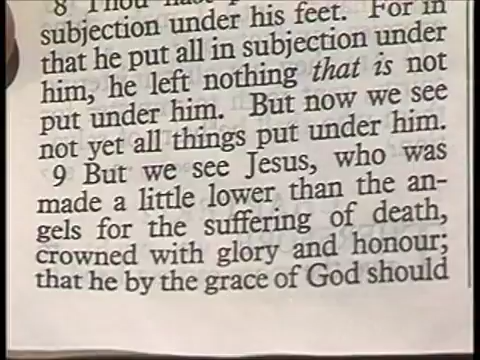 8 Thou hast p
subjection under his feet. For in
that he put all in subjection under
him, he left nothing that is not
put under him. But now we see
not yet all things put under him.
9 But we see Jesus, who was
made a little lower than the an-
gels for the suffering of death,
crowned with glory and honour;
that he by the grace of God should